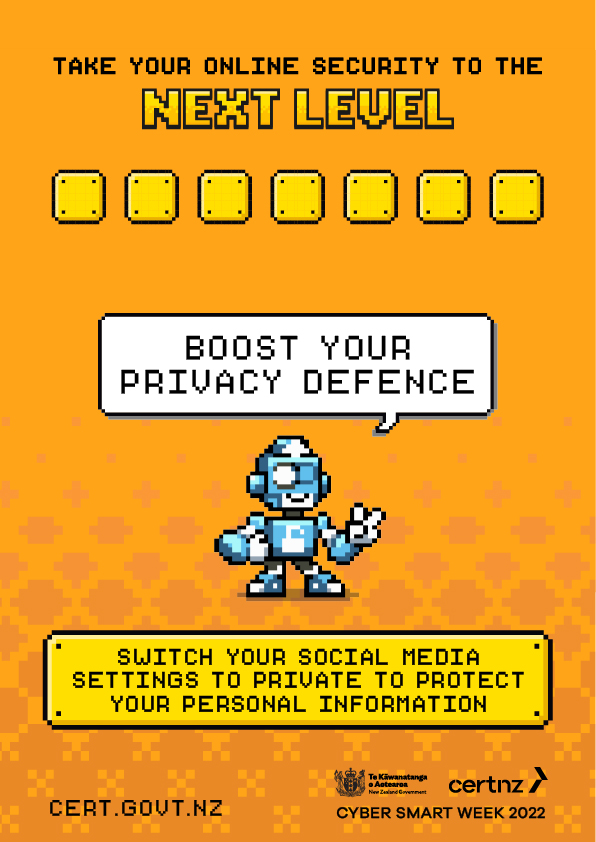 TAKE YOUR ONLINE SECURITY TO THE
NEXT LEVEL
BOOST YOUR
PRIVACY DEFENCE
SWITCH YOUR SOCIAL MEDIA
SETTINGS TO PRIVATE TO PROTECT
YOUR PERSONAL INFORMATION
CERT.GOVT.NZ
Te Kāwanatanga
o Aotearoa
New Zealand Government
certnz
CYBER SMART WEEK 2022